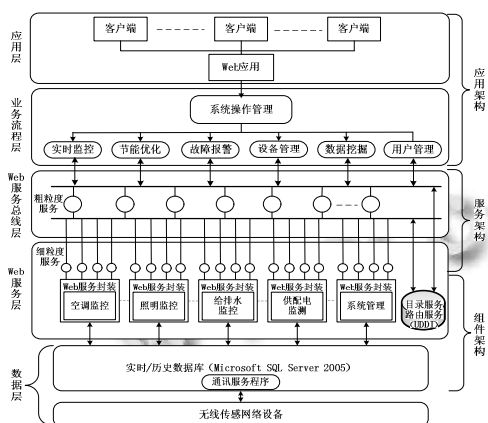 应用层
客户端
客户端
客户端
Web应用
应用架构
业务流程层
系统操作管理
实时监控
节能优化
故障报警
设备管理
数据挖掘
用户管理
Web服务总线层
粗粒度服务
服务架构
Web服务层
细粒度服务
Web服务封装
空调监控
Web服务封装
照明监控
Web服务封装
给排水监控
Web服务封装
供配电监测
Web服务封装
系统管理
目录服务
路由服务
(UDDI)
组件架构
数据层
实时/历史数据库（Microsoft SQL Server 2005）
通讯服务程序
无线传感网络设备